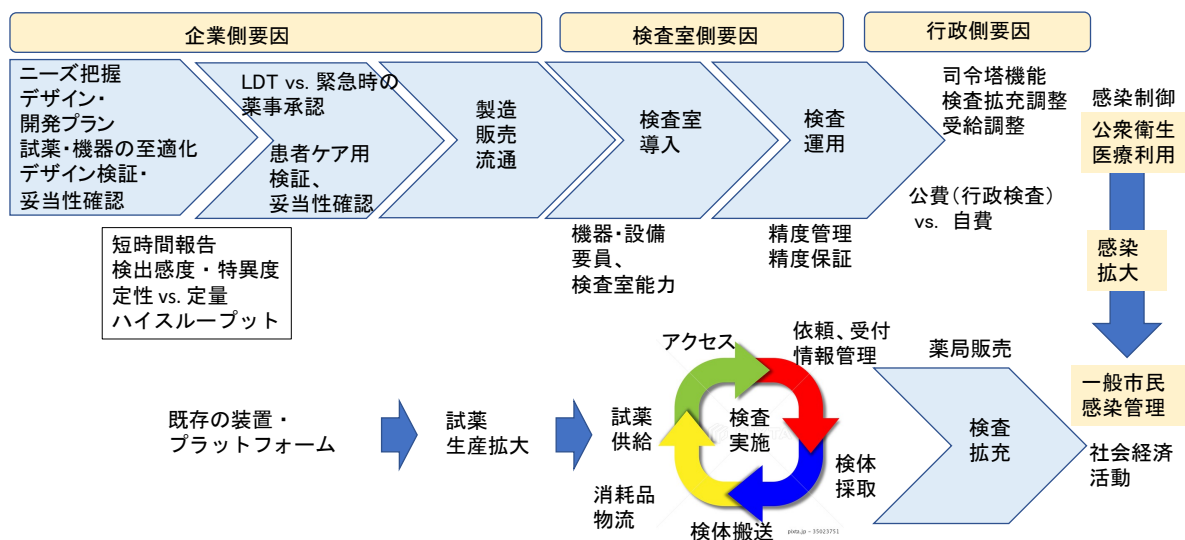 企業側要因
検査室側要因
行政側要因
ニーズ把握
デザイン・
開発プラン
試薬・機器の至適化
デザイン検証・
妥当性確認
LDT vs. 緊急時の
薬事承認
患者ケア用
検証、
妥当性確認
製造
販売
流通
検査室
導入
検査
運用
司令塔機能
検査拡充調整
受給調整
公費(行政検査)
vs. 自費
感染制御
公衆衛生
医療利用
短時間報告
検出感度・特異度
定性 vs. 定量
ハイスループット
機器・設備
要員、
検査室能力
精度管理
精度保証
感染
拡大
アクセス
依頼、受付
情報管理
薬局販売
一般市民
感染管理
既存の装置・
プラットフォーム
試薬
生産拡大
試薬
供給
検査
実施
検査
拡充
社会経済
活動
検体
採取
消耗品
物流
検体搬送
pixta.jp - 35023751